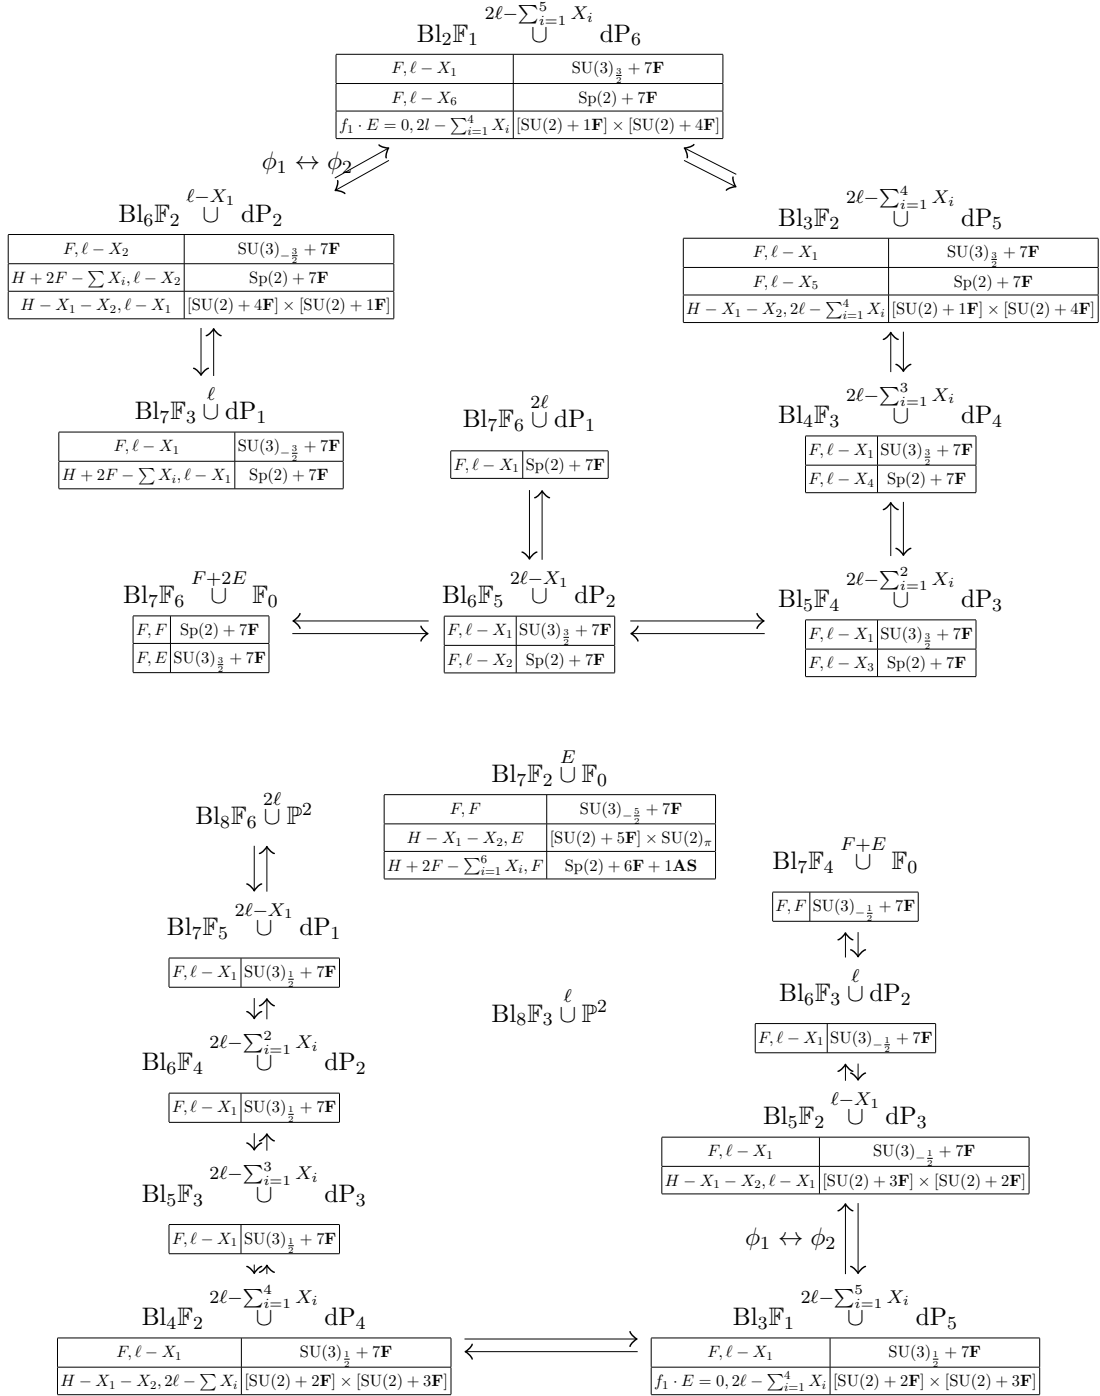 Bl₂𝔽₁ ∪^{2ℓ−∑_{i=1}^{5} X_i} dP₆
F, ℓ − X₁ | SU(3)_{3/2} + 7F
F, ℓ − X₆ | Sp(2) + 7F
f₁ · E = 0, 2l − ∑_{i=1}^{4} X_i | [SU(2) + 1F] × [SU(2) + 4F]
ϕ₁ ↔ ϕ₂
Bl₆𝔽₂ ∪^{ℓ−X₁} dP₂
F, ℓ − X₂ | SU(3)_{−3/2} + 7F
H + 2F − ∑ X_i, ℓ − X₂ | Sp(2) + 7F
H − X₁ − X₂, ℓ − X₁ | [SU(2) + 4F] × [SU(2) + 1F]
Bl₃𝔽₂ ∪^{2ℓ−∑_{i=1}^{4} X_i} dP₅
F, ℓ − X₁ | SU(3)_{3/2} + 7F
F, ℓ − X₅ | Sp(2) + 7F
H − X₁ − X₂, 2ℓ − ∑_{i=1}^{4} X_i | [SU(2) + 1F] × [SU(2) + 4F]
Bl₇𝔽₃ ∪^{ℓ} dP₁
F, ℓ − X₁ | SU(3)_{−3/2} + 7F
H + 2F − ∑ X_i, ℓ − X₁ | Sp(2) + 7F
Bl₇𝔽₆ ∪^{2ℓ} dP₁
F, ℓ − X₁ | Sp(2) + 7F
Bl₄𝔽₃ ∪^{2ℓ−∑_{i=1}^{3} X_i} dP₄
F, ℓ − X₁ | SU(3)_{3/2} + 7F
F, ℓ − X₄ | Sp(2) + 7F
Bl₇𝔽₆ ∪^{F+2E} 𝔽₀
F, F | Sp(2) + 7F
F, E | SU(3)_{3/2} + 7F
Bl₆𝔽₅ ∪^{2ℓ−X₁} dP₂
F, ℓ − X₁ | SU(3)_{3/2} + 7F
F, ℓ − X₂ | Sp(2) + 7F
Bl₅𝔽₄ ∪^{2ℓ−∑_{i=1}^{2} X_i} dP₃
F, ℓ − X₁ | SU(3)_{3/2} + 7F
F, ℓ − X₃ | Sp(2) + 7F
Bl₇𝔽₂ ∪^{E} 𝔽₀
F, F | SU(3)_{−5/2} + 7F
H − X₁ − X₂, E | [SU(2) + 5F] × SU(2)_π
H + 2F − ∑_{i=1}^{6} X_i, F | Sp(2) + 6F + 1AS
Bl₈𝔽₆ ∪^{2ℓ} ℙ²
Bl₇𝔽₅ ∪^{2ℓ−X₁} dP₁
F, ℓ − X₁ | SU(3)_{1/2} + 7F
Bl₆𝔽₄ ∪^{2ℓ−∑_{i=1}^{2} X_i} dP₂
F, ℓ − X₁ | SU(3)_{1/2} + 7F
Bl₅𝔽₃ ∪^{2ℓ−∑_{i=1}^{3} X_i} dP₃
F, ℓ − X₁ | SU(3)_{1/2} + 7F
Bl₄𝔽₂ ∪^{2ℓ−∑_{i=1}^{4} X_i} dP₄
F, ℓ − X₁ | SU(3)_{1/2} + 7F
H − X₁ − X₂, 2ℓ − ∑ X_i | [SU(2) + 2F] × [SU(2) + 3F]
Bl₈𝔽₃ ∪^{ℓ} ℙ²
Bl₇𝔽₄ ∪^{F+E} 𝔽₀
F, F | SU(3)_{−1/2} + 7F
Bl₆𝔽₃ ∪^{ℓ} dP₂
F, ℓ − X₁ | SU(3)_{−1/2} + 7F
Bl₅𝔽₂ ∪^{ℓ−X₁} dP₃
F, ℓ − X₁ | SU(3)_{−1/2} + 7F
H − X₁ − X₂, ℓ − X₁ | [SU(2) + 3F] × [SU(2) + 2F]
ϕ₁ ↔ ϕ₂
Bl₃𝔽₁ ∪^{2ℓ−∑_{i=1}^{5} X_i} dP₅
F, ℓ − X₁ | SU(3)_{1/2} + 7F
f₁ · E = 0, 2ℓ − ∑_{i=1}^{4} X_i | [SU(2) + 2F] × [SU(2) + 3F]